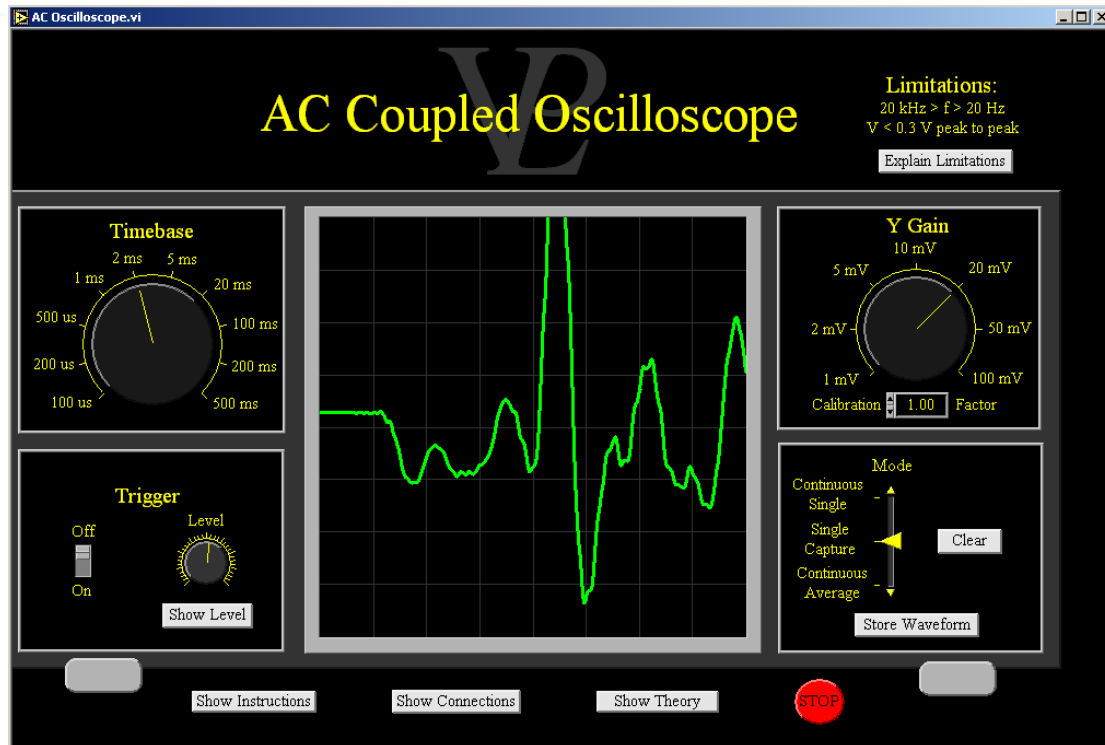 AC Oscilloscope.vi
VPL
AC Coupled Oscilloscope
Limitations:
20 kHz > f > 20 Hz
V < 0.3 V peak to peak
Explain Limitations
Timebase
2 ms
5 ms
1 ms
20 ms
500 us
100 ms
200 us
200 ms
100 us
500 ms
Trigger
Off
On
Level
Show Level
Y Gain
10 mV
5 mV
20 mV
2 mV
50 mV
1 mV
100 mV
Calibration 1.00 Factor
Mode
Continuous
Single
Single
Capture
Continuous
Average
Clear
Store Waveform
Show Instructions
Show Connections
Show Theory
STOP